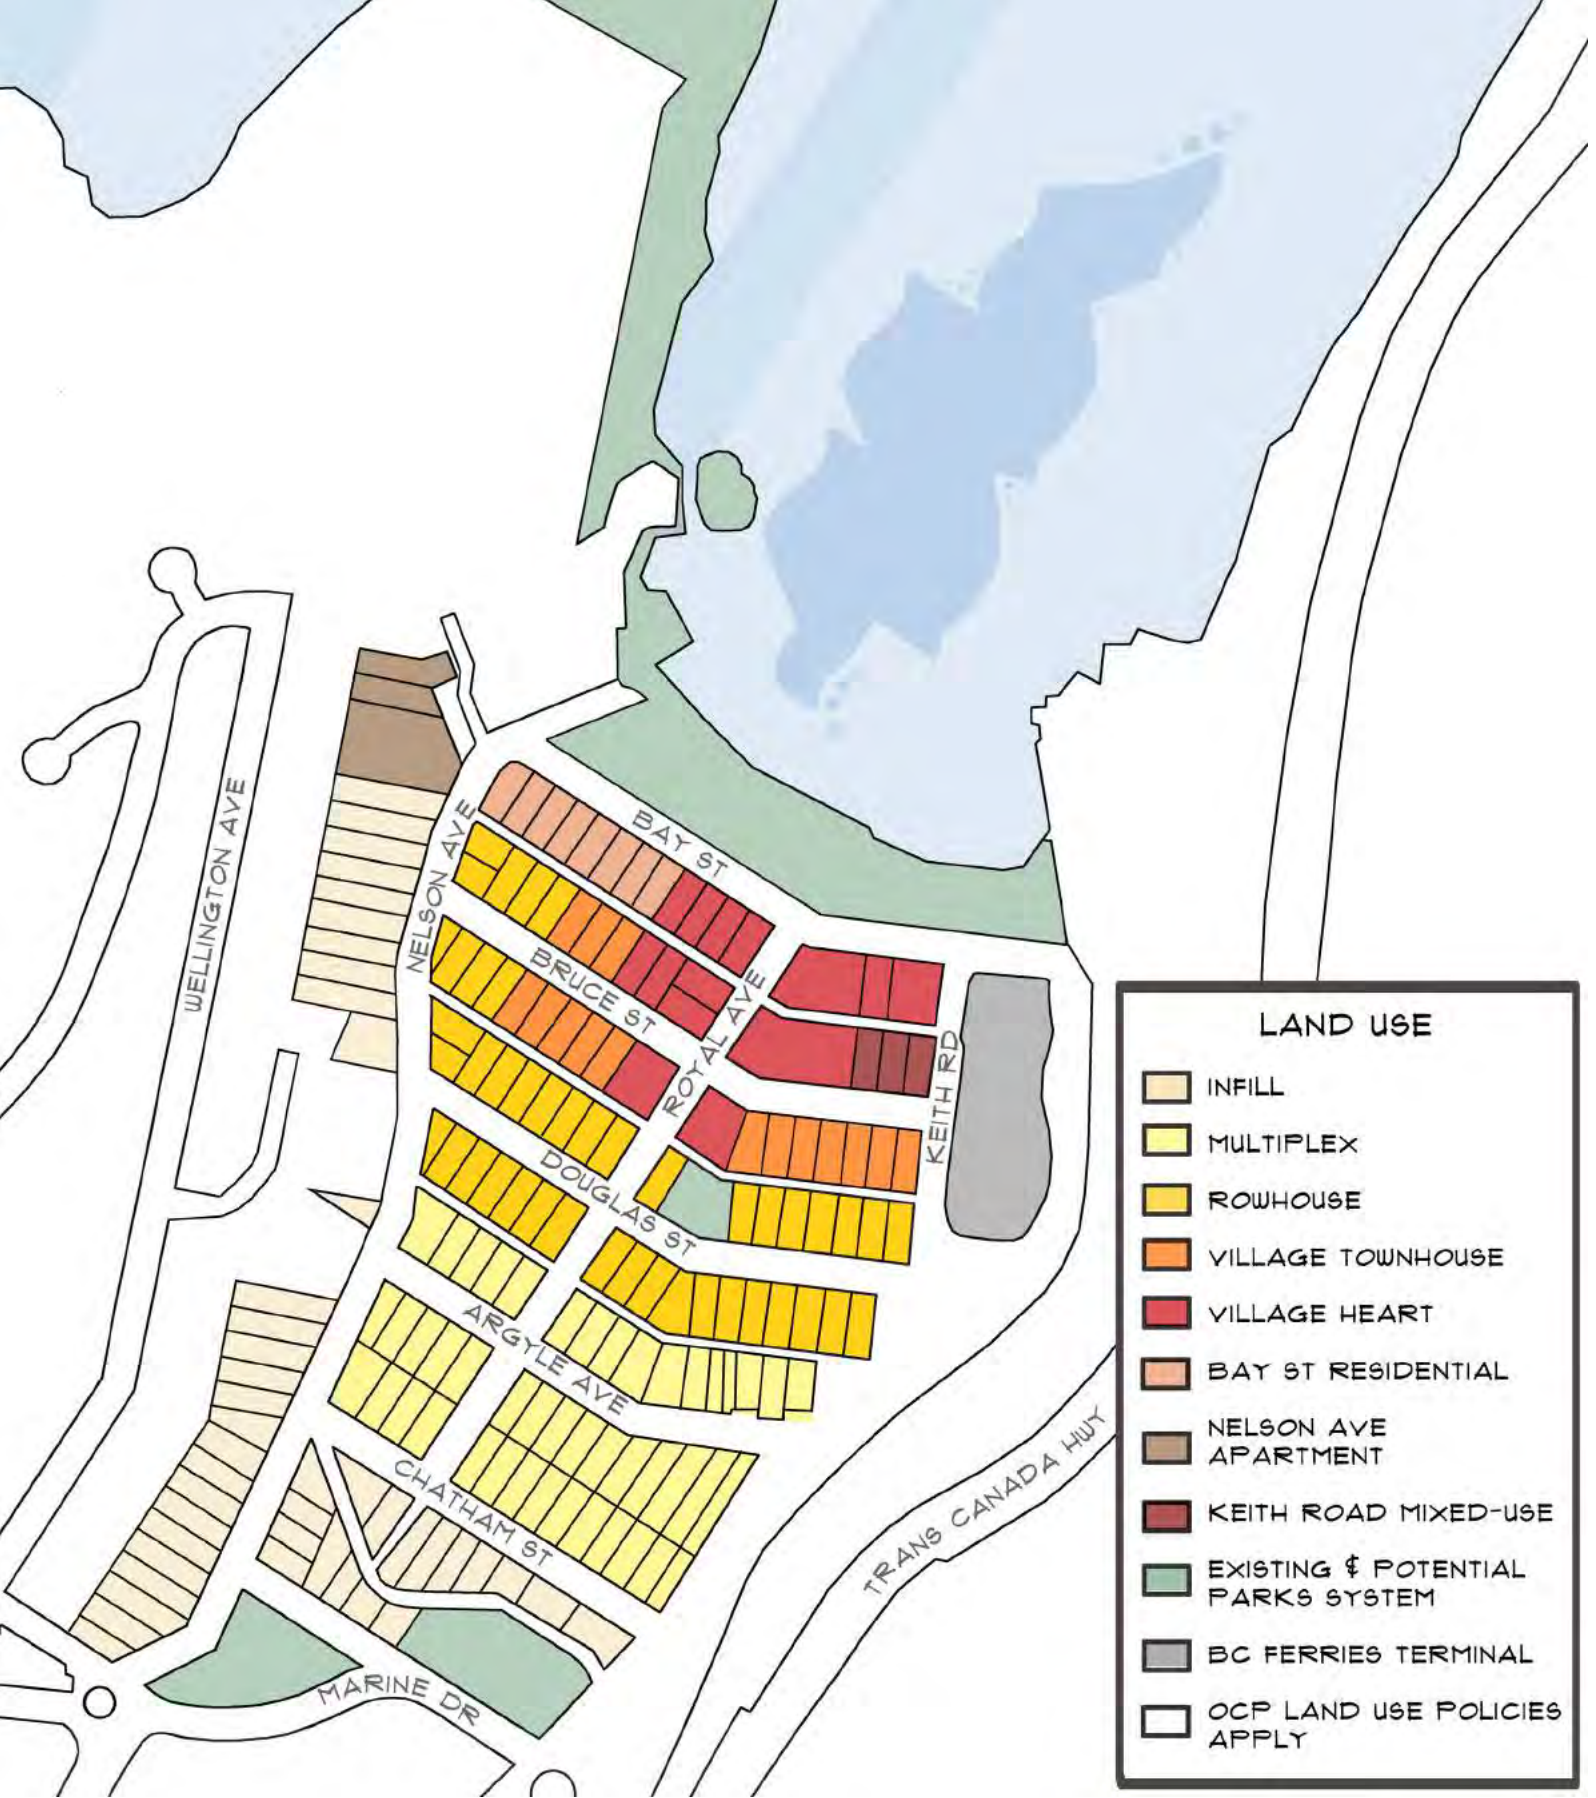 BAY ST
WELLINGTON AVE
NELSON AVE
BRUCE ST
ROYAL AVE
KEITH RD
DOUGLAS ST
ARGYLE AVE
CHATHAM ST
TRANS CANADA HWY
MARINE DR
LAND USE
INFILL
MULTIPLEX
ROWHOUSE
VILLAGE TOWNHOUSE
VILLAGE HEART
BAY ST RESIDENTIAL
NELSON AVE
APARTMENT
KEITH ROAD MIXED-USE
EXISTING & POTENTIAL
PARKS SYSTEM
BC FERRIES TERMINAL
OCP LAND USE POLICIES
APPLY